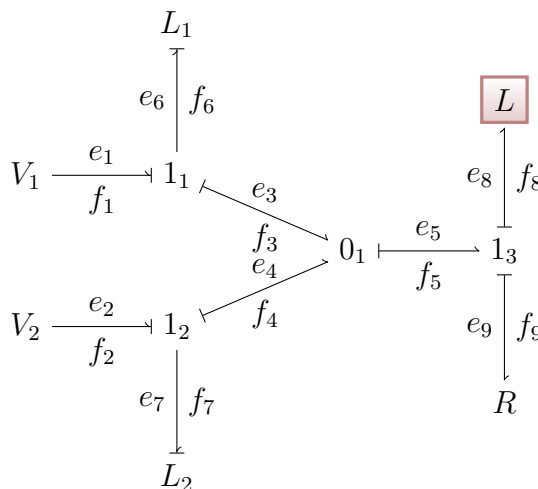 L₁
e₆ f₆
L
e₁
V₁ 1₁
f₁
e₃
f₃
e₈ f₈
e₄
f₄
0₁
e₅
f₅
1₃
e₂
V₂ 1₂
f₂
e₇ f₇
e₉ f₉
L₂
R